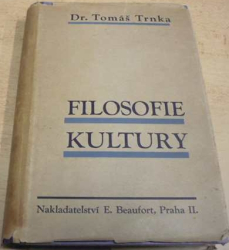 Dr. Tomáš Trnka
FILOSOFIE
KULTURY
Nakladatelství E. Beaufort, Praha II.